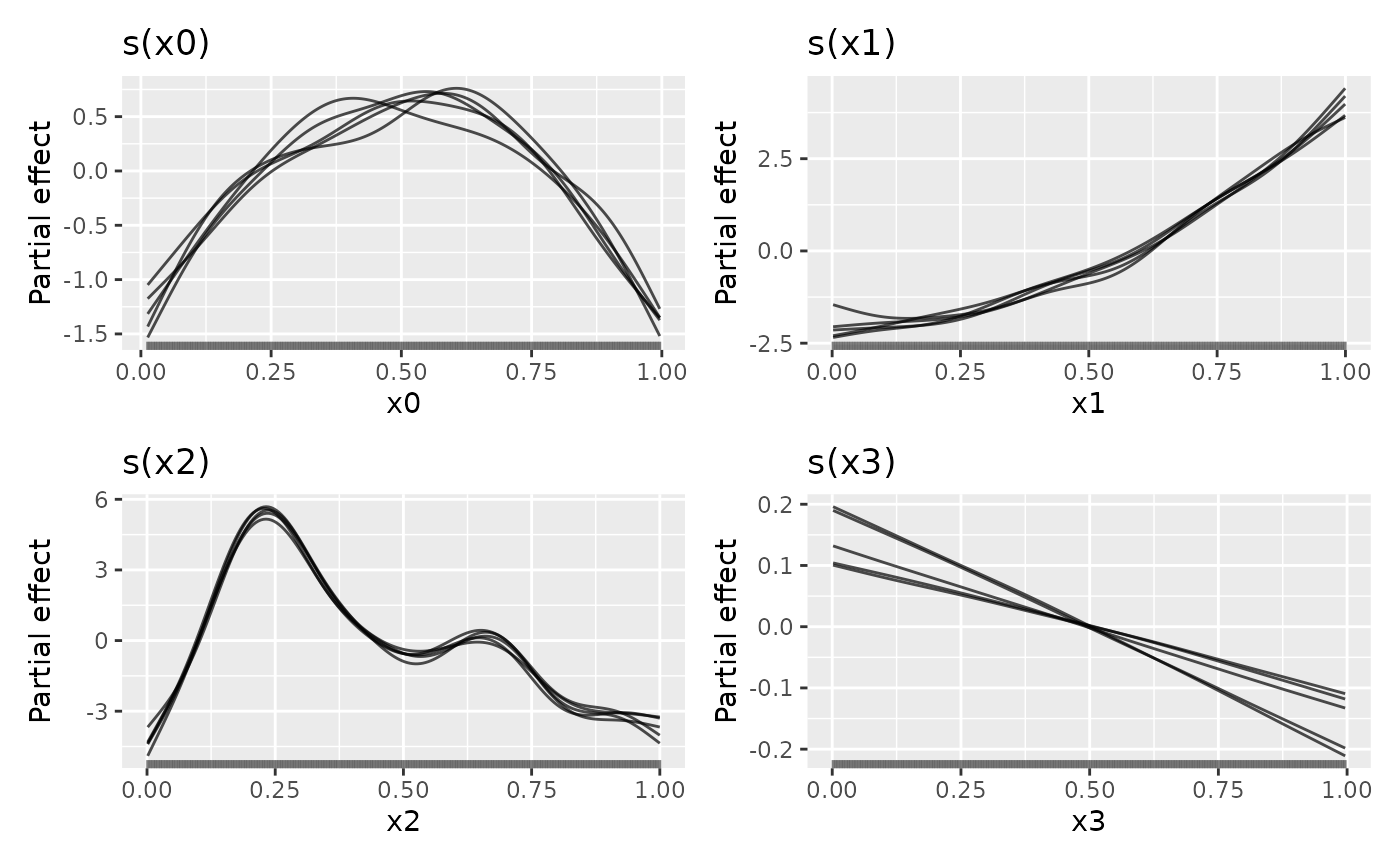 s(x0)
Partial effect
0.5
0.0
-0.5
-1.0
-1.5
0.00 0.25 0.50 0.75 1.00
x0
s(x1)
Partial effect
2.5
0.0
-2.5
0.00 0.25 0.50 0.75 1.00
x1
s(x2)
Partial effect
6
3
0
-3
0.00 0.25 0.50 0.75 1.00
x2
s(x3)
Partial effect
0.2
0.1
0.0
-0.1
-0.2
0.00 0.25 0.50 0.75 1.00
x3